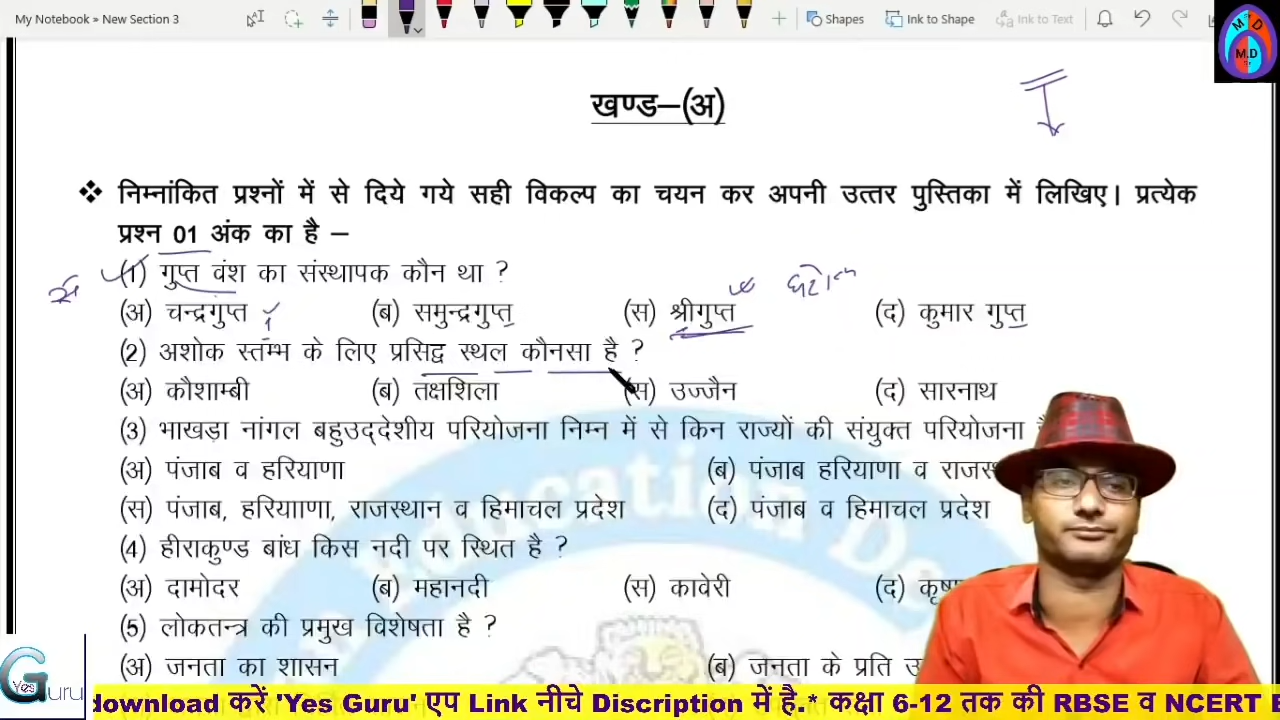 My Notebook » New Section 3
Shapes
Ink to Shape
Ink to Text
M.D
खण्ड–(अ)
❖ निम्नांकित प्रश्नों में से दिये गये सही विकल्प का चयन कर अपनी उत्तर पुस्तिका में लिखिए। प्रत्येक
प्रश्न 01 अंक का है –
(1) गुप्त वंश का संस्थापक कौन था ?
(अ) चन्द्रगुप्त 1 (ब) समुन्द्रगुप्त (स) श्रीगुप्त (द) कुमार गुप्त
(2) अशोक स्तम्भ के लिए प्रसिद्व स्थल कौनसा है ?
(अ) कौशाम्बी (ब) तक्षशिला (स) उज्जैन (द) सारनाथ
(3) भाखड़ा नांगल बहुउद्देशीय परियोजना निम्न में से किन राज्यों की संयुक्त परियोजना
(अ) पंजाब व हरियाणा (ब) पंजाब हरियाणा व
(स) पंजाब, हरियााणा, राजस्थान व हिमाचल प्रदेश (द) पंजाब व हिमाचल प्रदेश
(4) हीराकुण्ड बांध किस नदी पर स्थित है ?
(अ) दामोदर (ब) महानदी (स) कावेरी (द)
(5) लोकतन्त्र की प्रमुख विशेषता है ?
(अ) जनता का शासन (ब) जनता के प्रति
Yes Guru
download करें 'Yes Guru' एप Link नीचे Discription में है.* कक्षा 6-12 तक की RBSE व NCERT